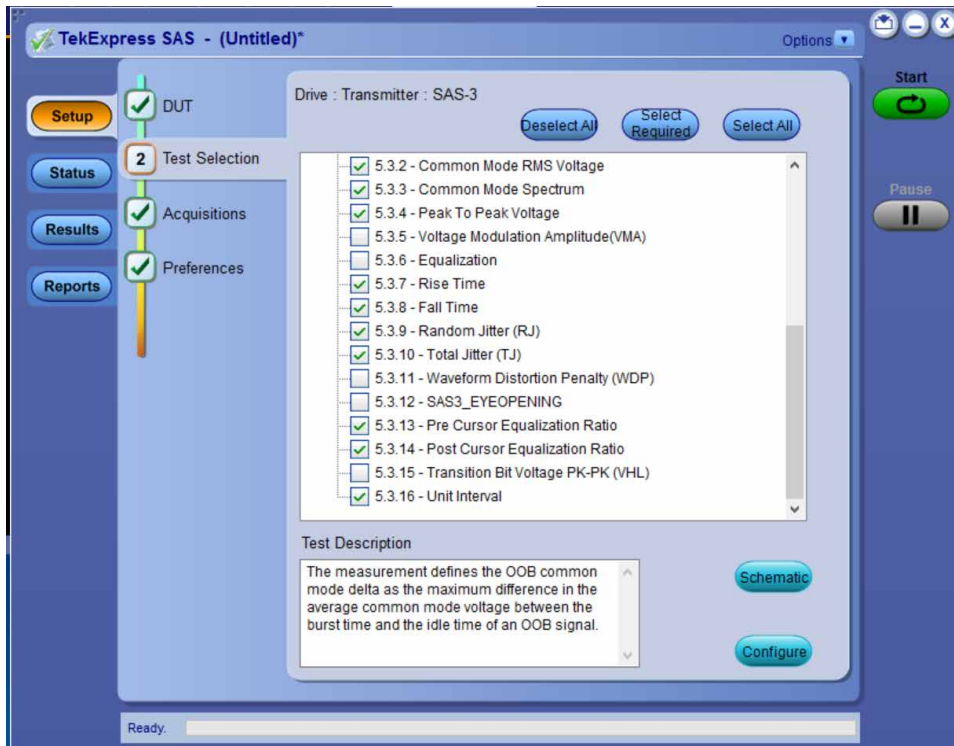 TekExpress SAS - (Untitled)*
Options
Start
Pause
Setup
Status
Results
Reports
DUT
2 Test Selection
Acquisitions
Preferences
Drive : Transmitter : SAS-3
Deselect All
Select
Required
Select All
5.3.2 - Common Mode RMS Voltage
5.3.3 - Common Mode Spectrum
5.3.4 - Peak To Peak Voltage
5.3.5 - Voltage Modulation Amplitude(VMA)
5.3.6 - Equalization
5.3.7 - Rise Time
5.3.8 - Fall Time
5.3.9 - Random Jitter (RJ)
5.3.10 - Total Jitter (TJ)
5.3.11 - Waveform Distortion Penalty (WDP)
5.3.12 - SAS3_EYEOPENING
5.3.13 - Pre Cursor Equalization Ratio
5.3.14 - Post Cursor Equalization Ratio
5.3.15 - Transition Bit Voltage PK-PK (VHL)
5.3.16 - Unit Interval
Test Description
The measurement defines the OOB common
mode delta as the maximum difference in the
average common mode voltage between the
burst time and the idle time of an OOB signal.
Schematic
Configure
Ready.